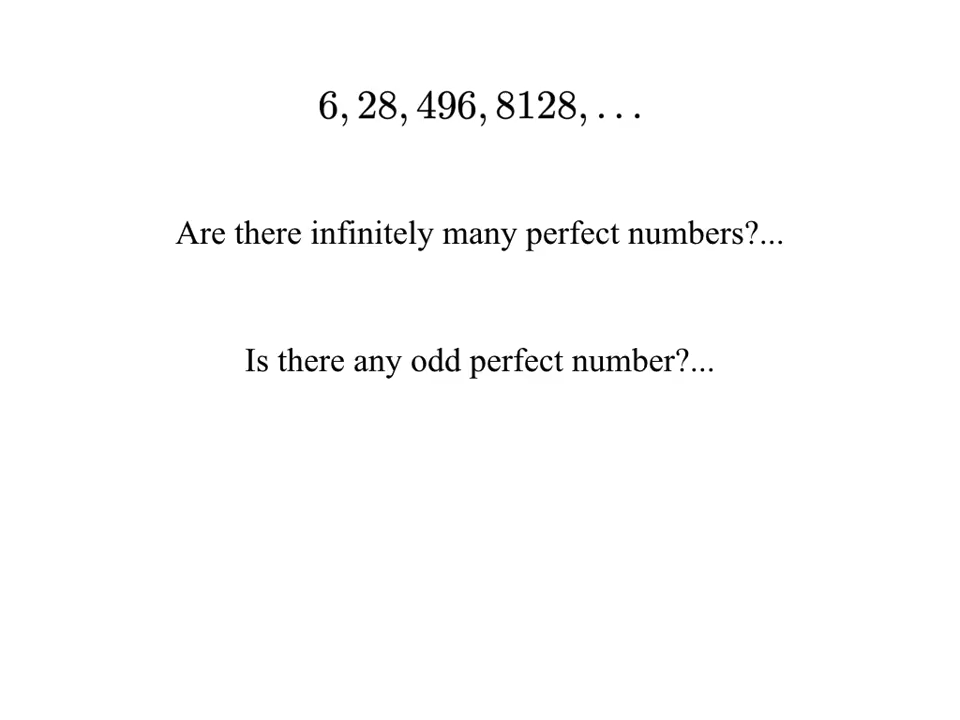 6, 28, 496, 8128, ...
Are there infinitely many perfect numbers?...
Is there any odd perfect number?...